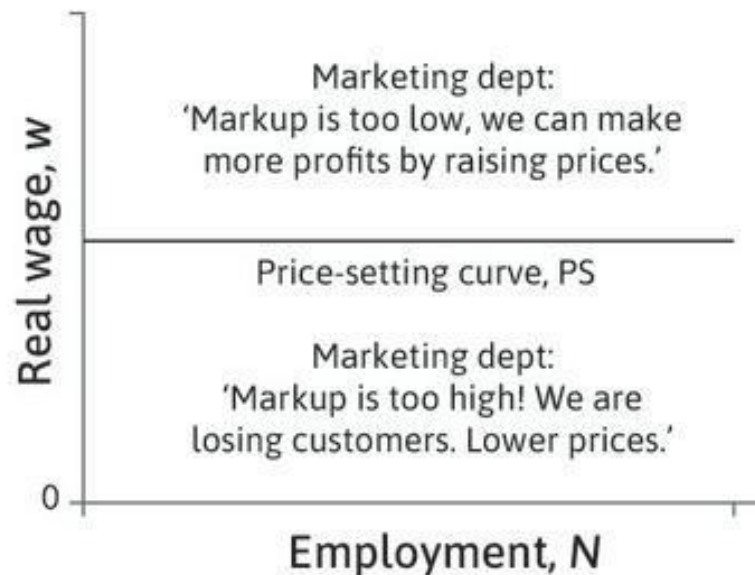 Real wage, w
Marketing dept:
‘Markup is too low, we can make
more profits by raising prices.’
Price-setting curve, PS
Marketing dept:
‘Markup is too high! We are
losing customers. Lower prices.’
0
Employment, N